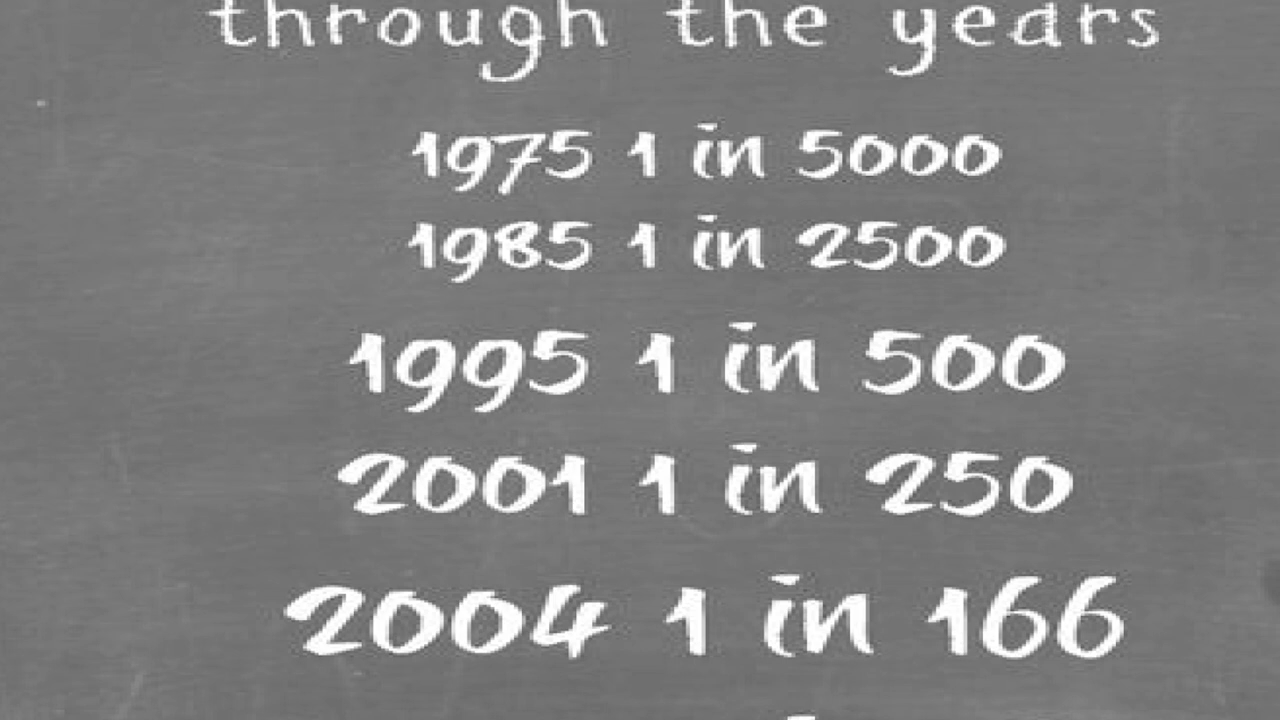 through the years
1975 1 in 5000
1985 1 in 2500
1995 1 in 500
2001 1 in 250
2004 1 in 166